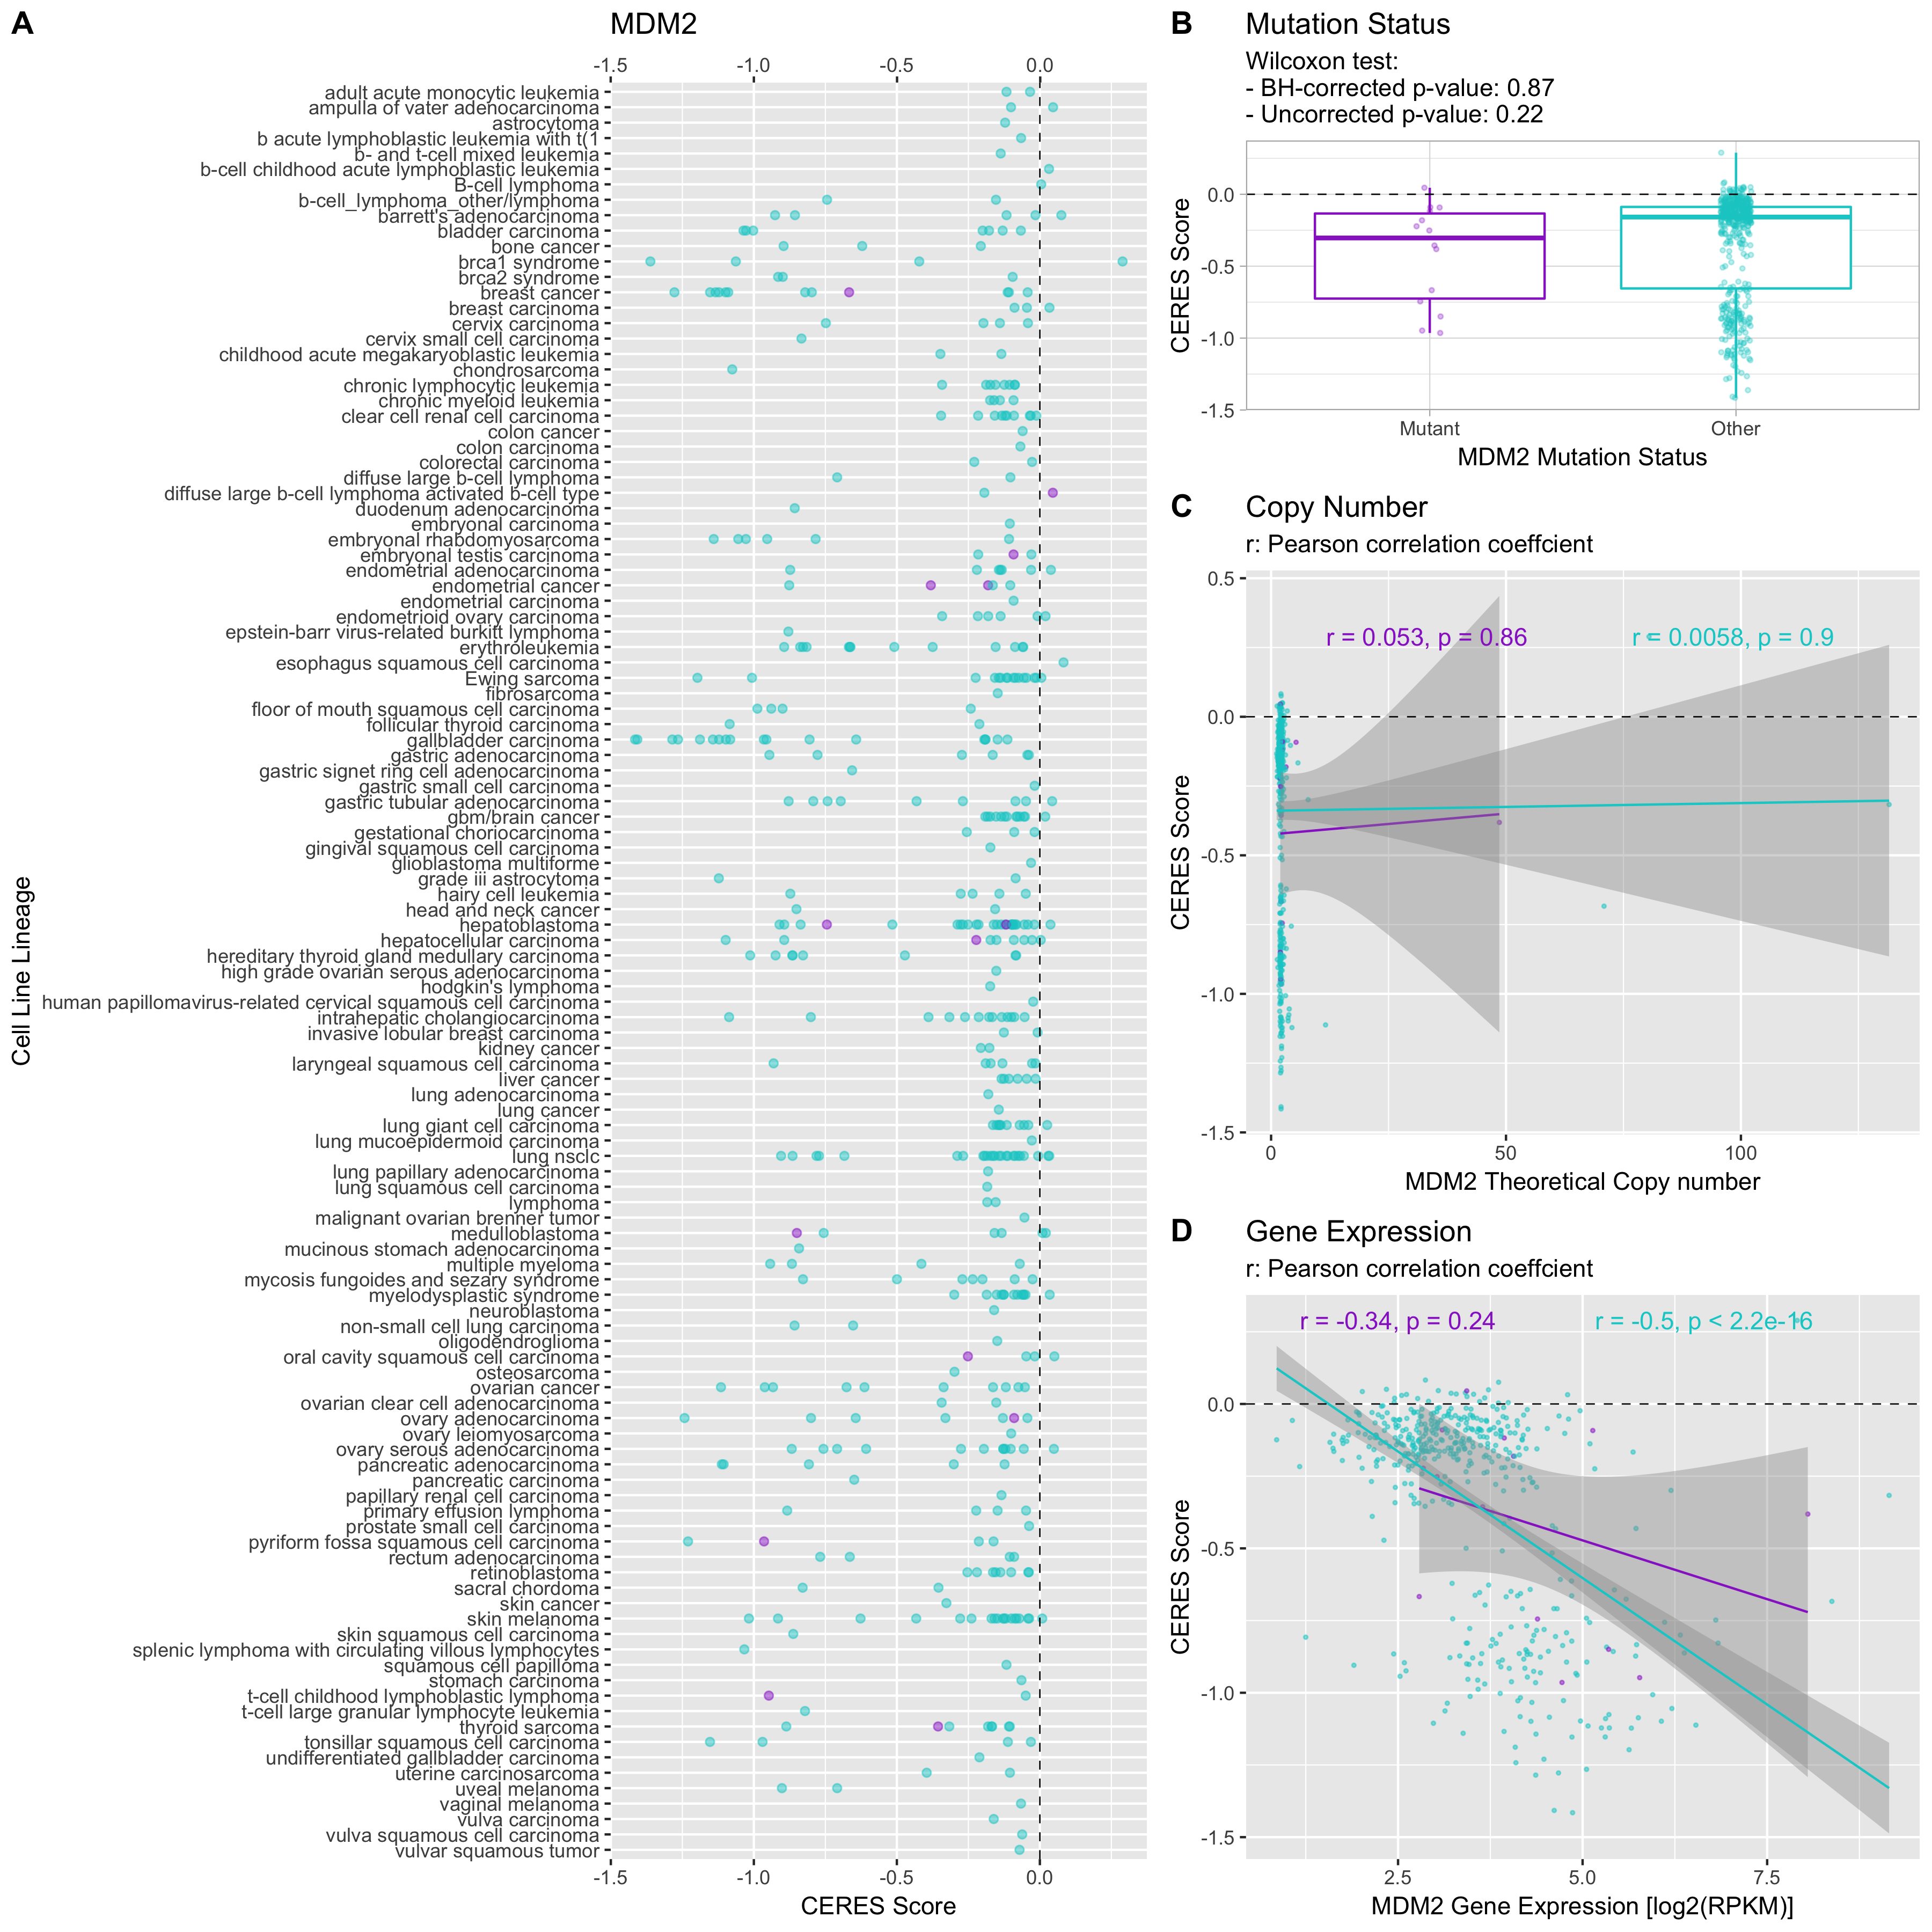 A
MDM2
-1.5 -1.0 -0.5 0.0
Cell Line Lineage
adult acute monocytic leukemia
ampulla of vater adenocarcinoma
astrocytoma
b acute lymphoblastic leukemia with t(1
b- and t-cell mixed leukemia
b-cell childhood acute lymphoblastic leukemia
B-cell lymphoma
b-cell_lymphoma_other/lymphoma
barrett's adenocarcinoma
bladder carcinoma
bone cancer
brca1 syndrome
brca2 syndrome
breast cancer
breast carcinoma
cervix carcinoma
cervix small cell carcinoma
childhood acute megakaryoblastic leukemia
chondrosarcoma
chronic lymphocytic leukemia
chronic myeloid leukemia
clear cell renal cell carcinoma
colon cancer
colon carcinoma
colorectal carcinoma
diffuse large b-cell lymphoma
diffuse large b-cell lymphoma activated b-cell type
duodenum adenocarcinoma
embryonal carcinoma
embryonal rhabdomyosarcoma
embryonal testis carcinoma
endometrial adenocarcinoma
endometrial cancer
endometrial carcinoma
endometrioid ovary carcinoma
epstein-barr virus-related burkitt lymphoma
erythroleukemia
esophagus squamous cell carcinoma
Ewing sarcoma
fibrosarcoma
floor of mouth squamous cell carcinoma
follicular thyroid carcinoma
gallbladder carcinoma
gastric adenocarcinoma
gastric signet ring cell adenocarcinoma
gastric small cell carcinoma
gastric tubular adenocarcinoma
gbm/brain cancer
gestational choriocarcinoma
gingival squamous cell carcinoma
glioblastoma multiforme
grade iii astrocytoma
hairy cell leukemia
head and neck cancer
hepatoblastoma
hepatocellular carcinoma
hereditary thyroid gland medullary carcinoma
high grade ovarian serous adenocarcinoma
hodgkin's lymphoma
human papillomavirus-related cervical squamous cell carcinoma
intrahepatic cholangiocarcinoma
invasive lobular breast carcinoma
kidney cancer
laryngeal squamous cell carcinoma
liver cancer
lung adenocarcinoma
lung cancer
lung giant cell carcinoma
lung mucoepidermoid carcinoma
lung nsclc
lung papillary adenocarcinoma
lung squamous cell carcinoma
lymphoma
malignant ovarian brenner tumor
medulloblastoma
mucinous stomach adenocarcinoma
multiple myeloma
mycosis fungoides and sezary syndrome
myelodysplastic syndrome
neuroblastoma
non-small cell lung carcinoma
oligodendroglioma
oral cavity squamous cell carcinoma
osteosarcoma
ovarian cancer
ovarian clear cell adenocarcinoma
ovary adenocarcinoma
ovary leiomyosarcoma
ovary serous adenocarcinoma
pancreatic adenocarcinoma
pancreatic carcinoma
papillary renal cell carcinoma
primary effusion lymphoma
prostate small cell carcinoma
pyriform fossa squamous cell carcinoma
rectum adenocarcinoma
retinoblastoma
sacral chordoma
skin cancer
skin melanoma
skin squamous cell carcinoma
splenic lymphoma with circulating villous lymphocytes
squamous cell papilloma
stomach carcinoma
t-cell childhood lymphoblastic lymphoma
t-cell large granular lymphocyte leukemia
thyroid sarcoma
tonsillar squamous cell carcinoma
undifferentiated gallbladder carcinoma
uterine carcinosarcoma
uveal melanoma
vaginal melanoma
vulva carcinoma
vulva squamous cell carcinoma
vulvar squamous tumor
-1.5 -1.0 -0.5 0.0
CERES Score
B
Mutation Status
Wilcoxon test:
- BH-corrected p-value: 0.87
- Uncorrected p-value: 0.22
CERES Score
0.0
-0.5
-1.0
-1.5
Mutant Other
MDM2 Mutation Status
C
Copy Number
r: Pearson correlation coeffcient
r = 0.053, p = 0.86 r = 0.0058, p = 0.9
CERES Score
0.5
0.0
-0.5
-1.0
-1.5
0 50 100
MDM2 Theoretical Copy number
D
Gene Expression
r: Pearson correlation coeffcient
r = -0.34, p = 0.24 r = -0.5, p < 2.2e-16
CERES Score
0.0
-0.5
-1.0
-1.5
2.5 5.0 7.5
MDM2 Gene Expression [log2(RPKM)]